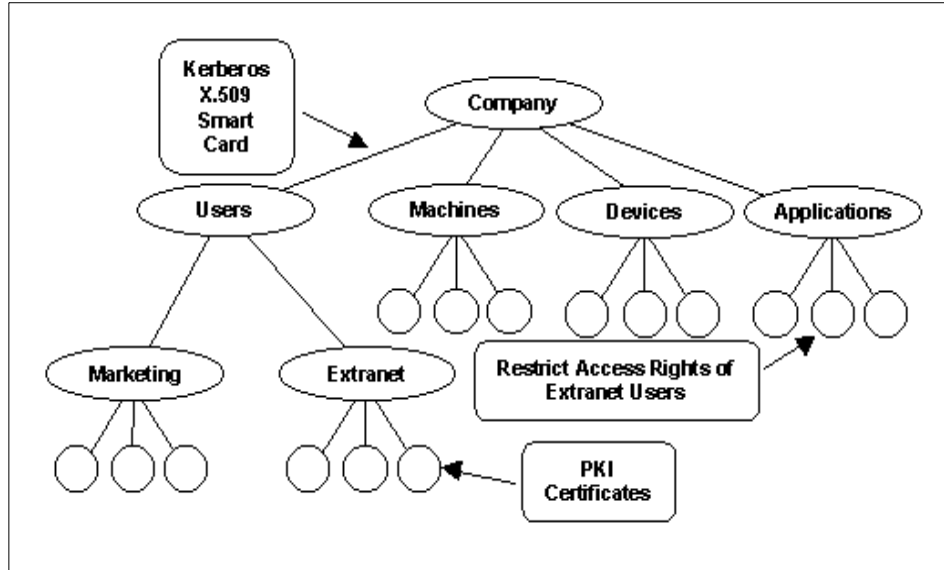 Kerberos
X.509
Smart
Card
Company
Users
Machines
Devices
Applications
Marketing
Extranet
Restrict Access Rights of
Extranet Users
PKI
Certificates